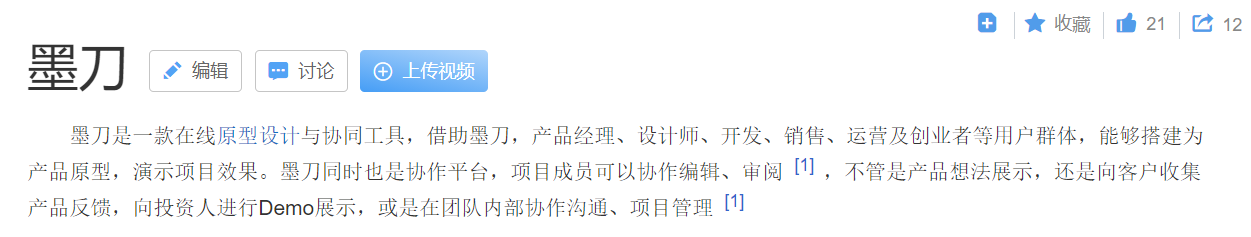 收藏 21 12
墨刀 编辑 讨论 上传视频
墨刀是一款在线原型设计与协同工具，借助墨刀，产品经理、设计师、开发、销售、运营及创业者等用户群体，能够搭建为
产品原型，演示项目效果。墨刀同时也是协作平台，项目成员可以协作编辑、审阅 [1] ，不管是产品想法展示，还是向客户收集
产品反馈，向投资人进行Demo展示，或是在团队内部协作沟通、项目管理 [1]